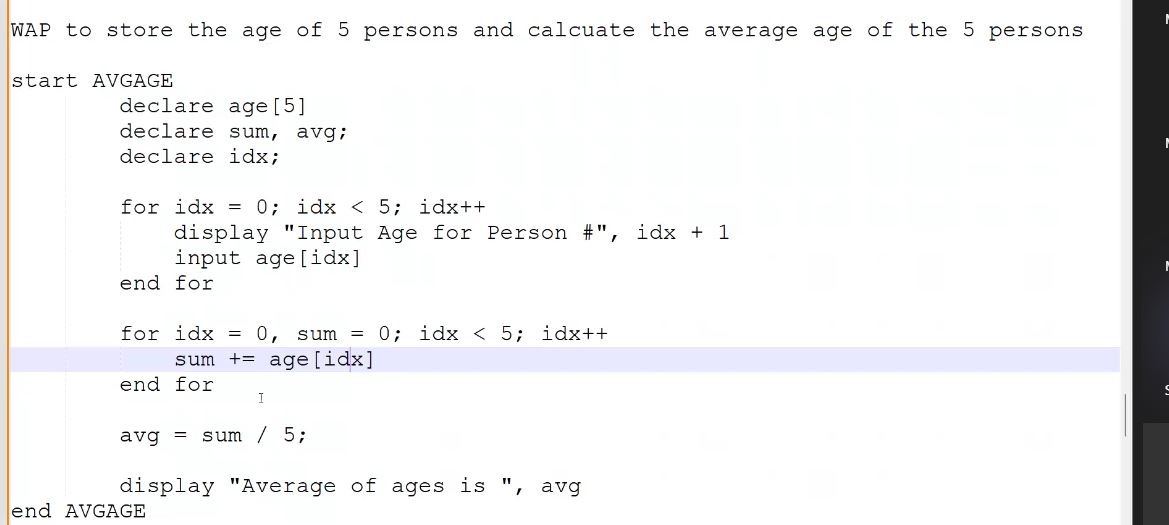 WAP to store the age of 5 persons and calcuate the average age of the 5 persons
start AVGAGE
declare age[5]
declare sum, avg;
declare idx;
for idx = 0; idx < 5; idx++
display "Input Age for Person #", idx + 1
input age[idx]
end for
for idx = 0, sum = 0; idx < 5; idx++
sum += age[idx]
end for
avg = sum / 5;
display "Average of ages is ", avg
end AVGAGE